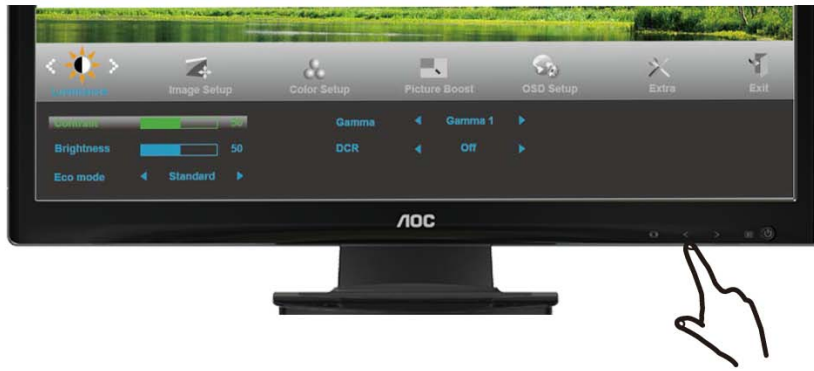 Luminance Image Setup Color Setup Picture Boost OSD Setup Extra Exit
Contrast 50 Gamma Gamma 1
Brightness 50 DCR Off
Eco mode Standard
AOC